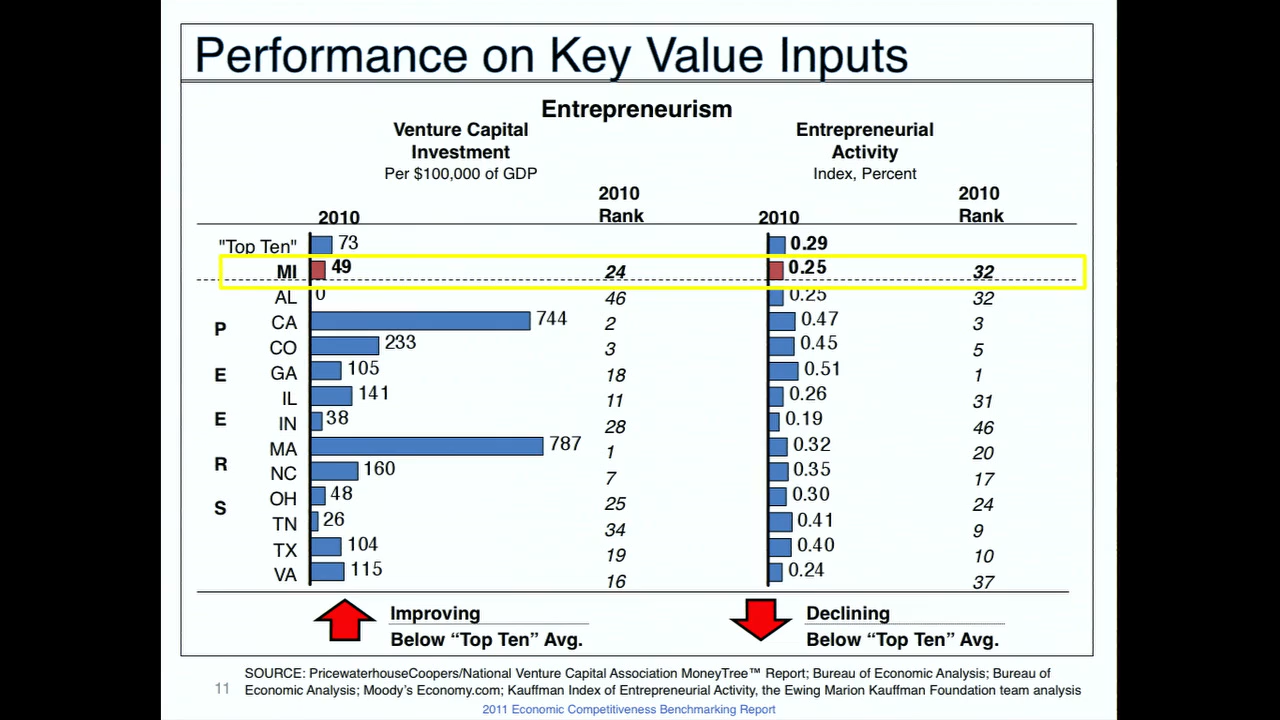 Performance on Key Value Inputs
Entrepreneurism
Venture Capital
Investment
Per $100,000 of GDP
Entrepreneurial
Activity
Index, Percent
2010
2010
Rank
2010
2010
Rank
"Top Ten" 73 0.29
MI 49 24 0.25 32
AL 0 46 0.25 32
CA 744 2 0.47 3
CO 233 3 0.45 5
GA 105 18 0.51 1
IL 141 11 0.26 31
IN 38 28 0.19 46
MA 787 1 0.32 20
NC 160 7 0.35 17
OH 48 25 0.30 24
TN 26 34 0.41 9
TX 104 19 0.40 10
VA 115 16 0.24 37
P
E
E
R
S
Improving
Below “Top Ten” Avg.
Declining
Below “Top Ten” Avg.
SOURCE: PricewaterhouseCoopers/National Venture Capital Association MoneyTree™ Report; Bureau of Economic Analysis; Bureau of
Economic Analysis; Moody’s Economy.com; Kauffman Index of Entrepreneurial Activity, the Ewing Marion Kauffman Foundation team analysis
11
2011 Economic Competitiveness Benchmarking Report